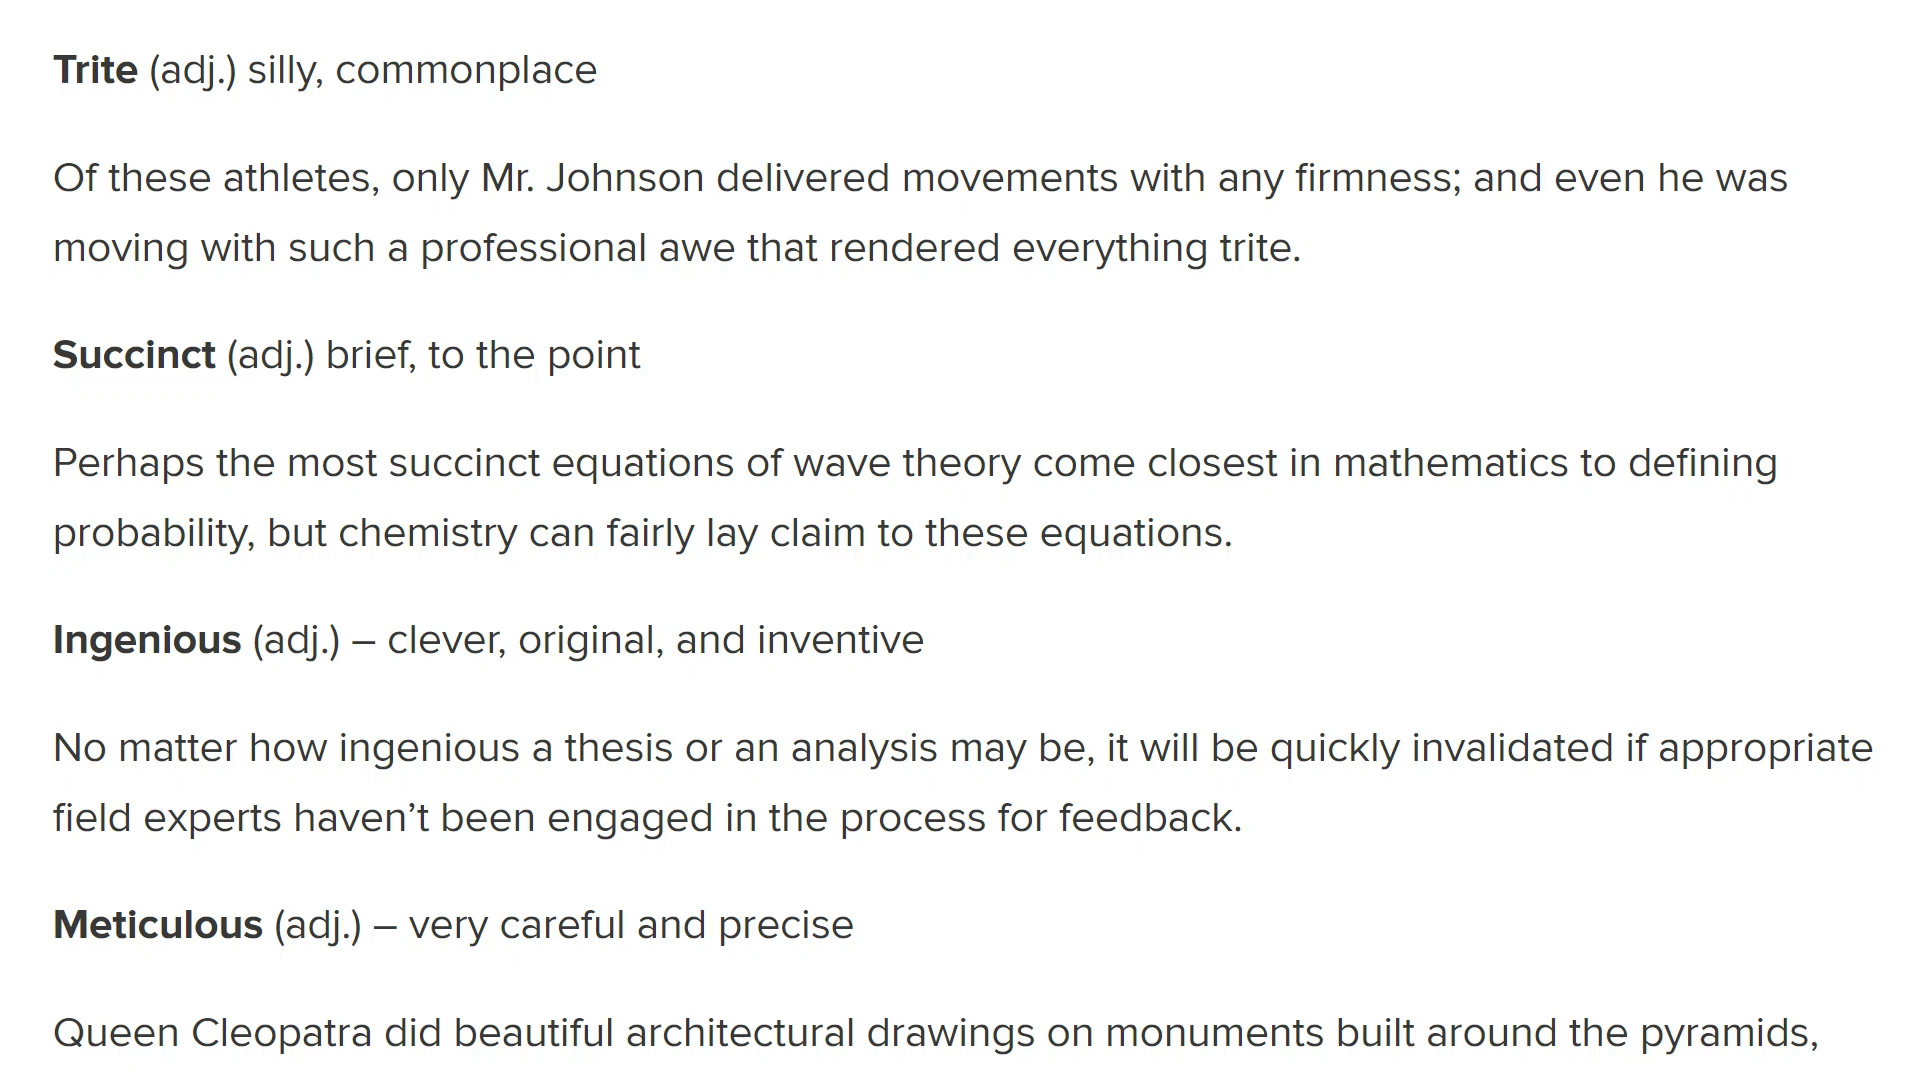 Trite (adj.) silly, commonplace
Of these athletes, only Mr. Johnson delivered movements with any firmness; and even he was
moving with such a professional awe that rendered everything trite.
Succinct (adj.) brief, to the point
Perhaps the most succinct equations of wave theory come closest in mathematics to defining
probability, but chemistry can fairly lay claim to these equations.
Ingenious (adj.) – clever, original, and inventive
No matter how ingenious a thesis or an analysis may be, it will be quickly invalidated if appropriate
field experts haven’t been engaged in the process for feedback.
Meticulous (adj.) – very careful and precise
Queen Cleopatra did beautiful architectural drawings on monuments built around the pyramids,